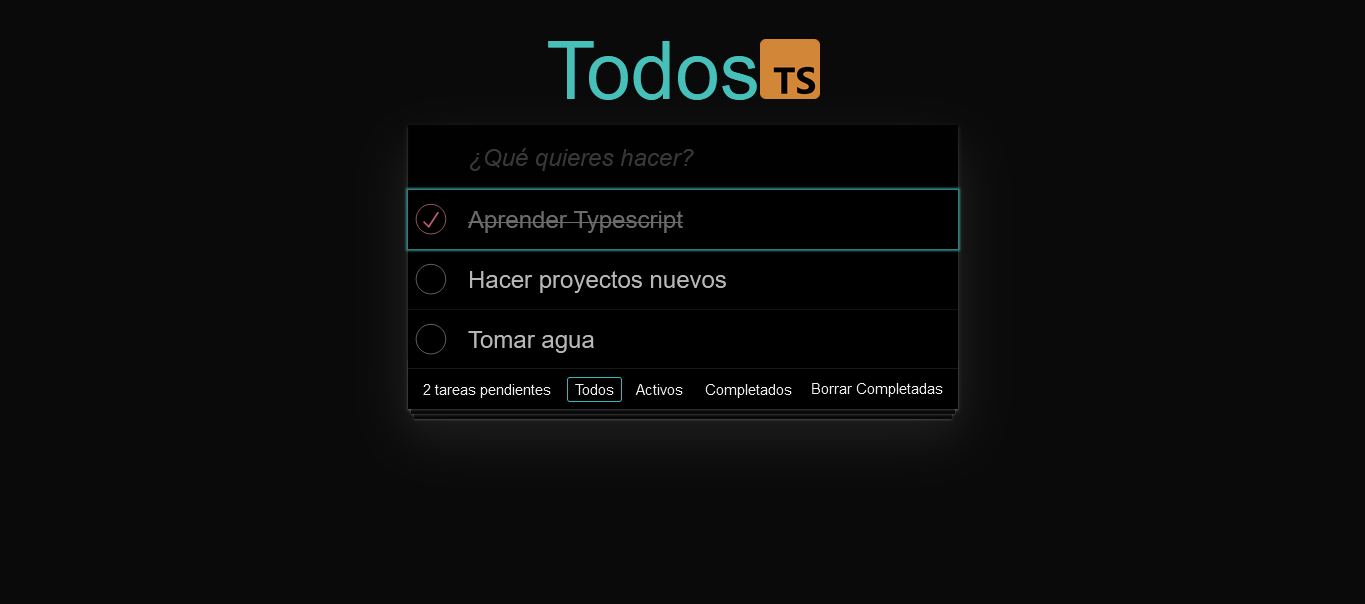 Todos TS
¿Qué quieres hacer?
Aprender Typescript
Hacer proyectos nuevos
Tomar agua
2 tareas pendientes Todos Activos Completados Borrar Completadas